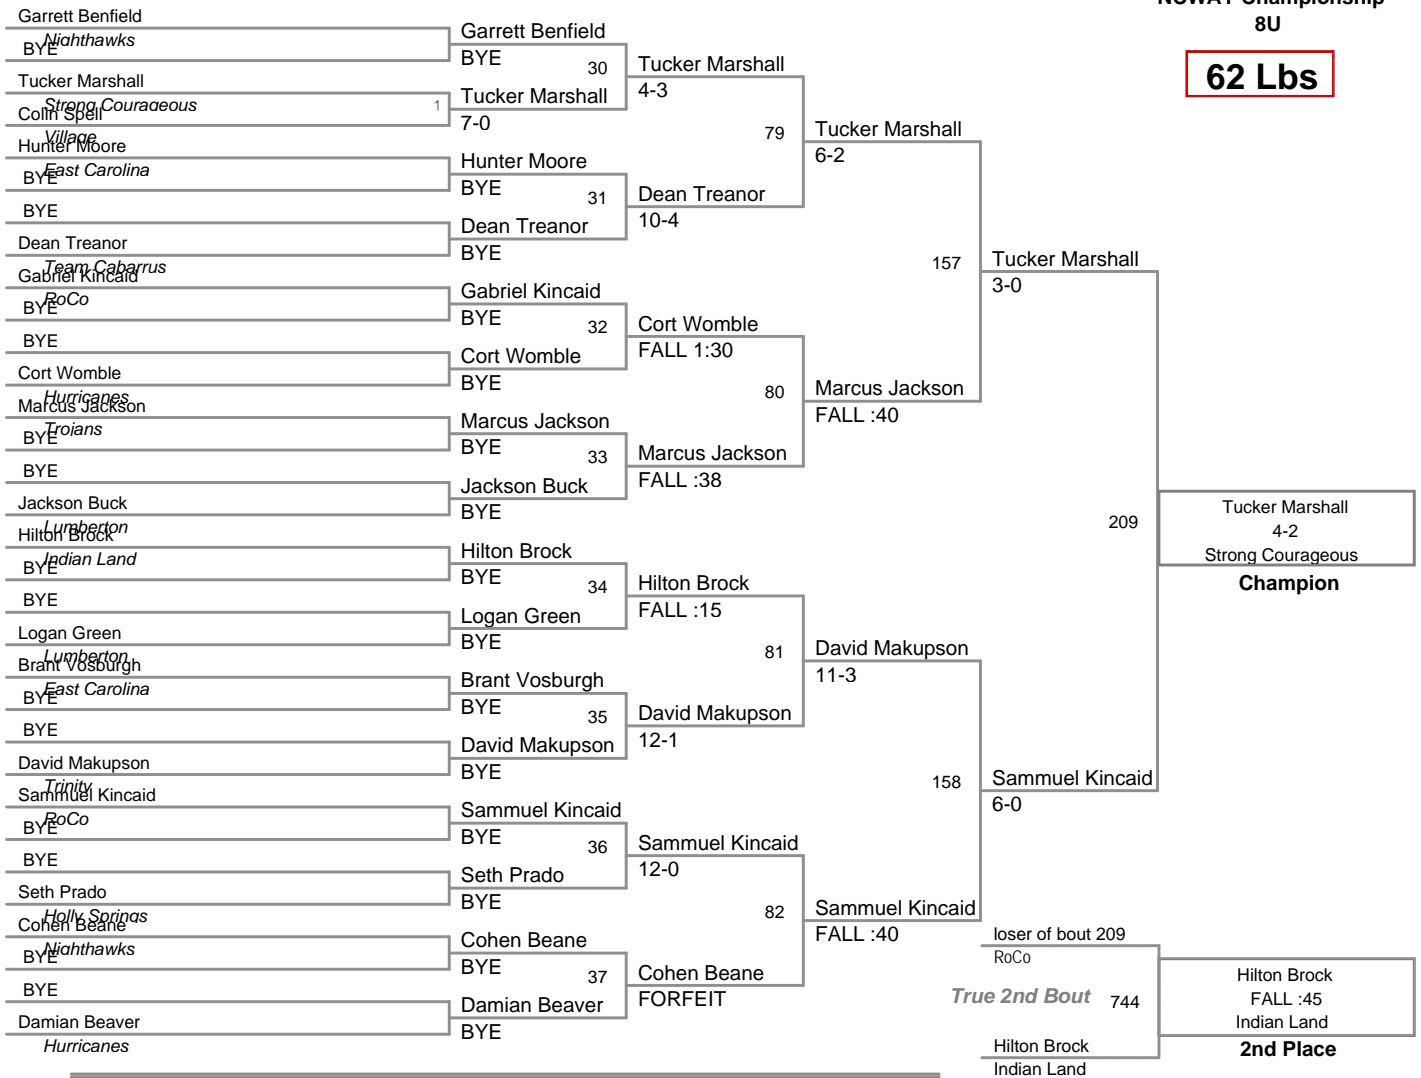 NCWAY Championship
8U
62 Lbs
Garrett Benfield
Nighthawks
BYE
Tucker Marshall
Strong Courageous
Colin Spell
Village
Hunter Moore
East Carolina
BYE
BYE
Dean Treanor
Team Cabarrus
Gabriel Kincaid
RoCo
BYE
BYE
Cort Womble
Hurricanes
Marcus Jackson
Trojans
BYE
BYE
Jackson Buck
Lumberton
Hilton Brock
Indian Land
BYE
BYE
Logan Green
Lumberton
Brant Vosburgh
East Carolina
BYE
BYE
David Makupson
Trinity
Sammuel Kincaid
RoCo
BYE
BYE
Seth Prado
Holly Springs
Cohen Beane
Nighthawks
BYE
BYE
Damian Beaver
Hurricanes
1
Garrett Benfield
BYE
30
Tucker Marshall
7-0
Hunter Moore
BYE
31
Dean Treanor
BYE
Gabriel Kincaid
BYE
32
Cort Womble
BYE
Marcus Jackson
BYE
33
Jackson Buck
BYE
Hilton Brock
BYE
34
Logan Green
BYE
Brant Vosburgh
BYE
35
David Makupson
BYE
Sammuel Kincaid
BYE
36
Seth Prado
BYE
Cohen Beane
BYE
37
Damian Beaver
BYE
Tucker Marshall
4-3
79
Dean Treanor
10-4
Cort Womble
FALL 1:30
80
Marcus Jackson
FALL :38
Hilton Brock
FALL :15
81
David Makupson
12-1
Sammuel Kincaid
12-0
82
Cohen Beane
FORFEIT
Tucker Marshall
6-2
157
Marcus Jackson
FALL :40
David Makupson
11-3
158
Sammuel Kincaid
FALL :40
Tucker Marshall
3-0
209
Sammuel Kincaid
6-0
Tucker Marshall
4-2
Strong Courageous
Champion
loser of bout 209
RoCo
True 2nd Bout 744
Hilton Brock
Indian Land
Hilton Brock
FALL :45
Indian Land
2nd Place